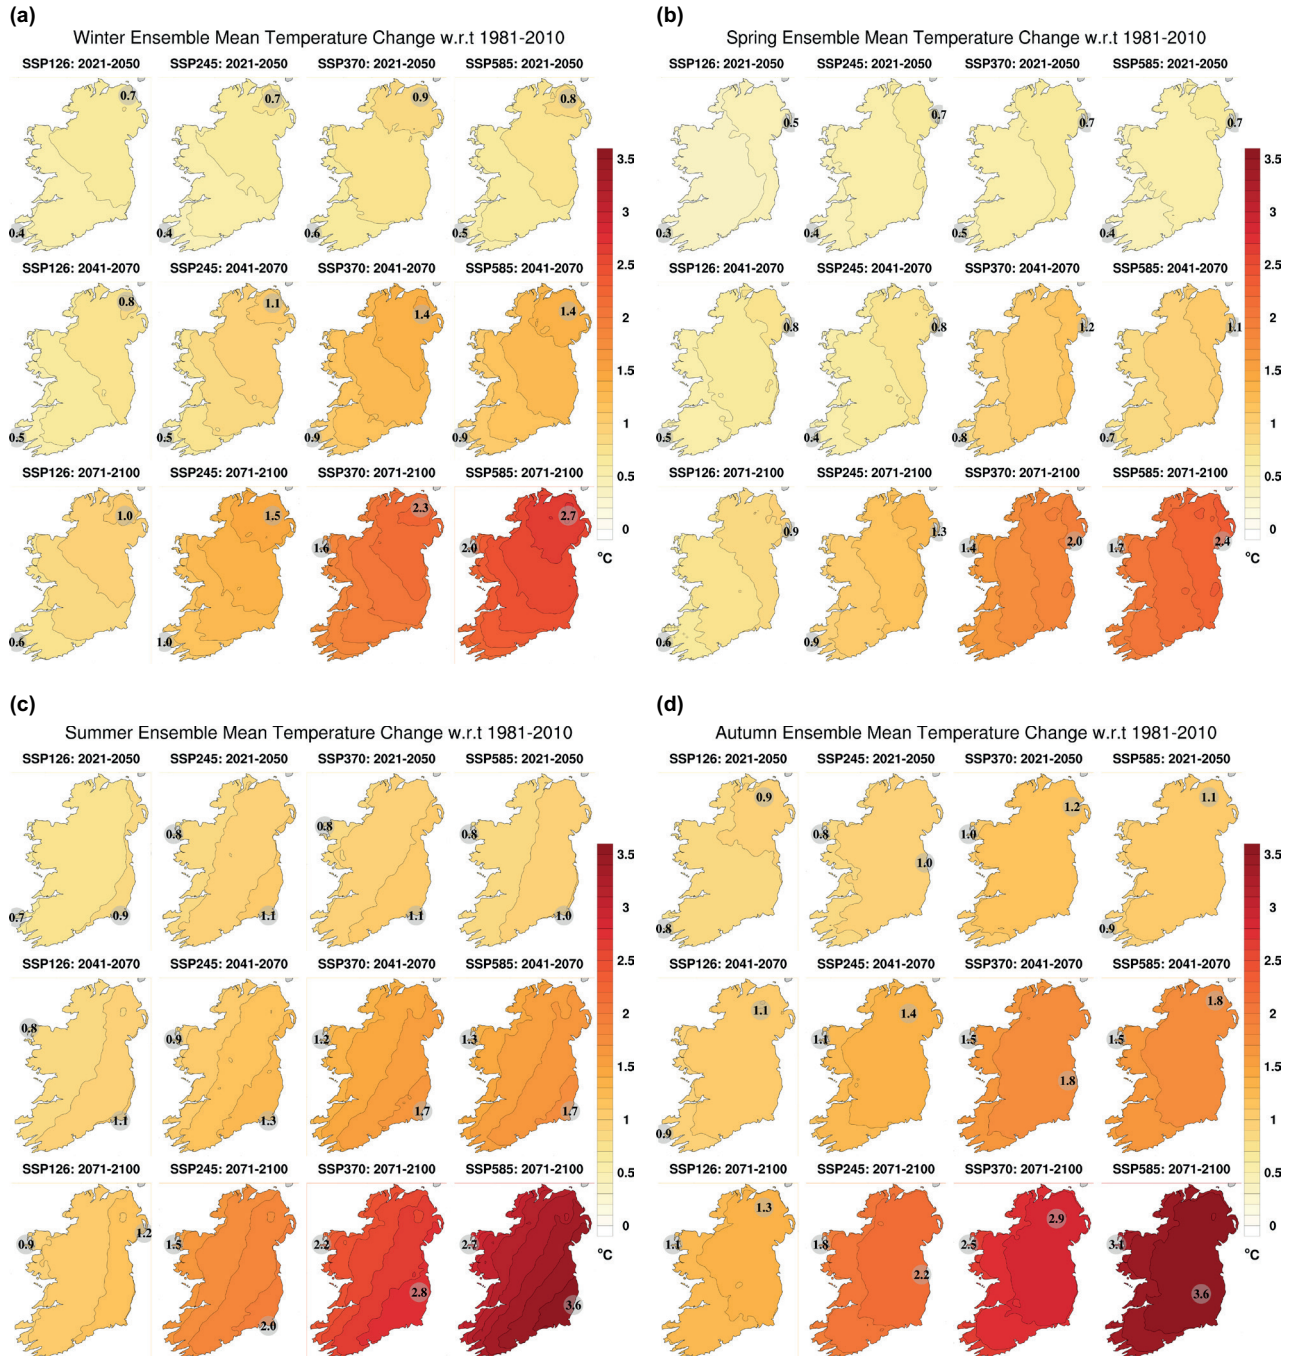 (a)
Winter Ensemble Mean Temperature Change w.r.t 1981-2010
SSP126: 2021-2050 SSP245: 2021-2050 SSP370: 2021-2050 SSP585: 2021-2050
0.7 0.7 0.9 0.8
0.4 0.4 0.6 0.5
SSP126: 2041-2070 SSP245: 2041-2070 SSP370: 2041-2070 SSP585: 2041-2070
0.8 1.1 1.4 1.4
0.5 0.5 0.9 0.9
SSP126: 2071-2100 SSP245: 2071-2100 SSP370: 2071-2100 SSP585: 2071-2100
1.0 1.5 2.3 2.7
1.6 2.0
0.6 1.0
3.5
3
2.5
2
1.5
1
0.5
0
°C
(b)
Spring Ensemble Mean Temperature Change w.r.t 1981-2010
SSP126: 2021-2050 SSP245: 2021-2050 SSP370: 2021-2050 SSP585: 2021-2050
0.5 0.7 0.7 0.7
0.3 0.4 0.5 0.4
SSP126: 2041-2070 SSP245: 2041-2070 SSP370: 2041-2070 SSP585: 2041-2070
0.8 0.8 1.2 1.1
0.5 0.4 0.8 0.7
SSP126: 2071-2100 SSP245: 2071-2100 SSP370: 2071-2100 SSP585: 2071-2100
0.9 1.3 1.4 2.0 1.7 2.4
0.6 0.9
3.5
3
2.5
2
1.5
1
0.5
0
°C
(c)
Summer Ensemble Mean Temperature Change w.r.t 1981-2010
SSP126: 2021-2050 SSP245: 2021-2050 SSP370: 2021-2050 SSP585: 2021-2050
0.8 0.8 0.8
0.7 0.9 1.1 1.1 1.0
SSP126: 2041-2070 SSP245: 2041-2070 SSP370: 2041-2070 SSP585: 2041-2070
0.8 0.9 1.2 1.3
1.1 1.3 1.7 1.7
SSP126: 2071-2100 SSP245: 2071-2100 SSP370: 2071-2100 SSP585: 2071-2100
0.9 1.2 1.5 2.2 2.7
2.0 2.8 3.6
3.5
3
2.5
2
1.5
1
0.5
0
°C
(d)
Autumn Ensemble Mean Temperature Change w.r.t 1981-2010
SSP126: 2021-2050 SSP245: 2021-2050 SSP370: 2021-2050 SSP585: 2021-2050
0.9 1.2 1.1
0.8 1.0
1.0
0.8 0.9
SSP126: 2041-2070 SSP245: 2041-2070 SSP370: 2041-2070 SSP585: 2041-2070
1.1 1.4 1.8
1.1 1.5 1.5
0.9 1.8
SSP126: 2071-2100 SSP245: 2071-2100 SSP370: 2071-2100 SSP585: 2071-2100
1.3 2.9
1.1 1.8 2.5 3.1
2.2 3.6
3.5
3
2.5
2
1.5
1
0.5
0
°C